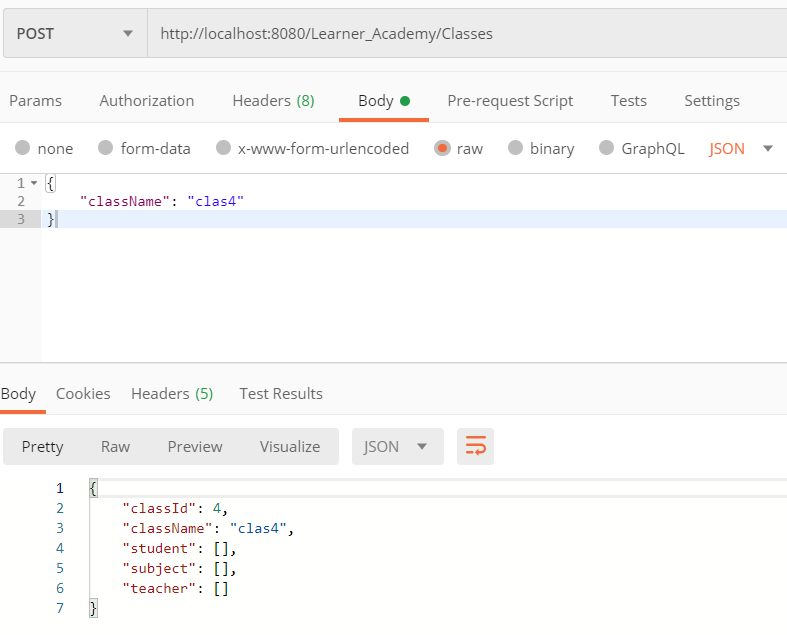 POST http://localhost:8080/Learner_Academy/Classes
Params Authorization Headers (8) Body Pre-request Script Tests Settings
none form-data x-www-form-urlencoded raw binary GraphQL JSON
1 {
2 "className": "clas4"
3 }
Body Cookies Headers (5) Test Results
Pretty Raw Preview Visualize JSON
1 {
2 "classId": 4,
3 "className": "clas4",
4 "student": [],
5 "subject": [],
6 "teacher": []
7 }